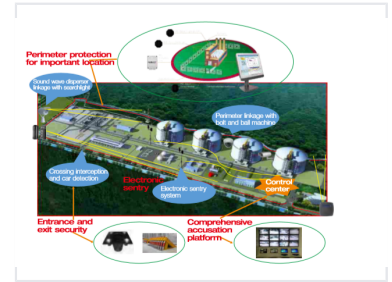 Perimeter protection
for important location
Sound wave disperser
linkage with searchlight
Perimeter linkage with
bolt and ball machine
Crossing interception
and car detection
Electronic
sentry
Electronic sentry
system
Control
center
Entrance and
exit security
Comprehensive
accusation
platform